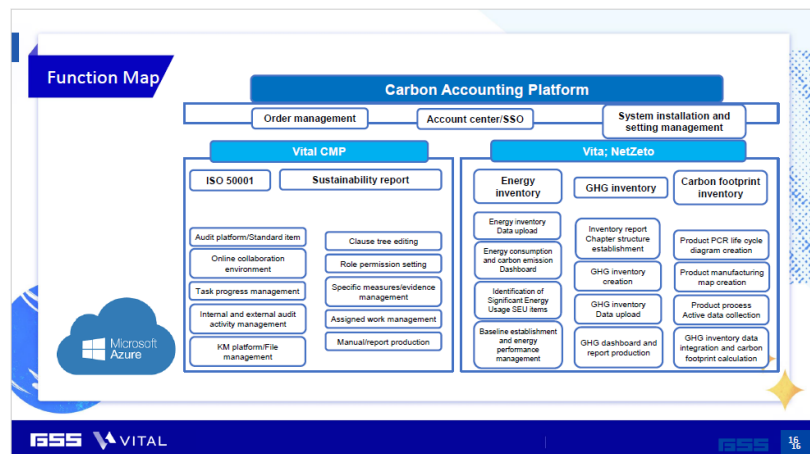 Function Map
Carbon Accounting Platform
Order management
Account center/SSO
System installation and
setting management
Vital CMP
ISO 50001
Sustainability report
Audit platform/Standard item
Online collaboration
environment
Task progress management
Internal and external audit
activity management
KM platform/File
management
Clause tree editing
Role permission setting
Specific measures/evidence
management
Assigned work management
Manual/report production
Vita; NetZeto
Energy
inventory
GHG inventory
Carbon footprint
inventory
Energy inventory
Data upload
Energy consumption
and carbon emission
Dashboard
Identification of
Significant Energy
Usage SEU items
Baseline establishment
and energy
performance
management
Inventory report
Chapter structure
establishment
GHG inventory
creation
GHG inventory
Data upload
GHG dashboard and
report production
Product PCR life cycle
diagram creation
Product manufacturing
map creation
Product process
Active data collection
GHG inventory data
integration and carbon
footprint calculation
Microsoft
Azure
GSS VITAL
GSS
16
16